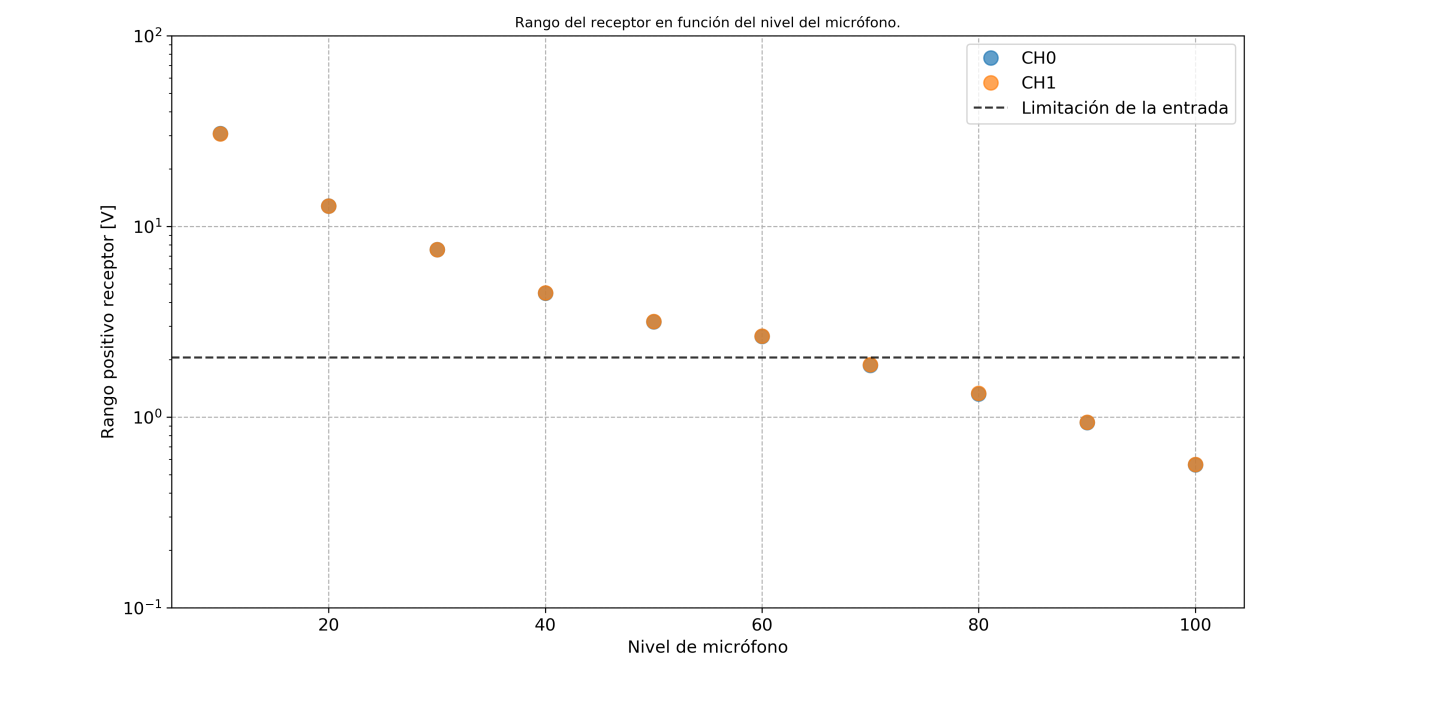 Rango del receptor en función del nivel del micrófono.
10²
10¹
10⁰
10⁻¹
Rango positivo receptor [V]
CH0
CH1
Limitación de la entrada
20 40 60 80 100
Nivel de micrófono